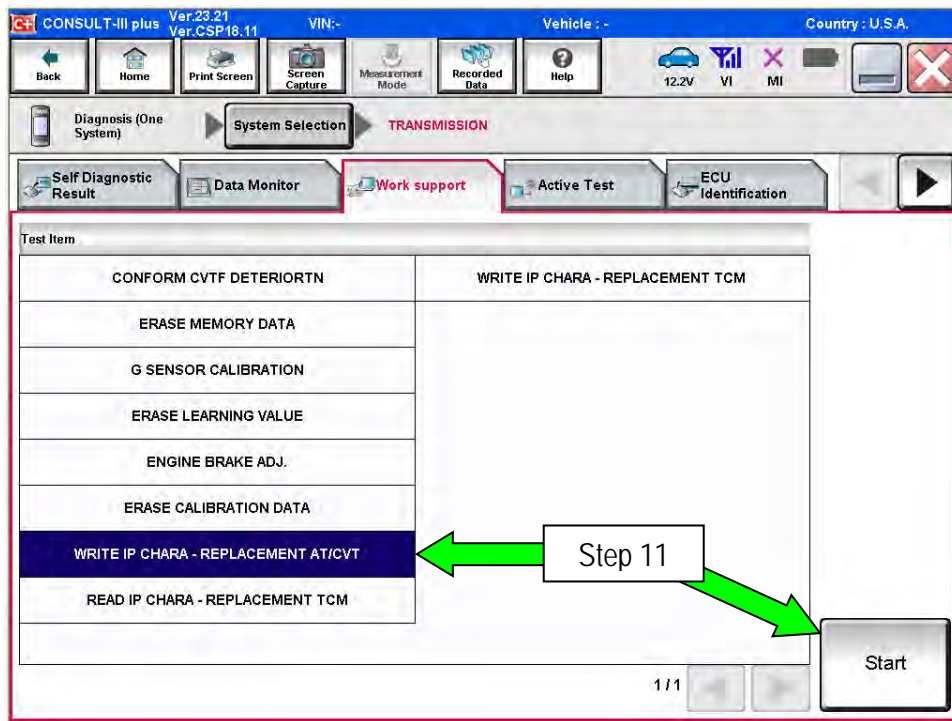 C+ CONSULT-III plus Ver.23.21 VIN:- Vehicle : - Country : U.S.A.
Ver.CSP18.11
Back Home Print Screen Screen Capture Measurement Mode Recorded Data Help 12.2V VI MI
Diagnosis (One System) System Selection TRANSMISSION
Self Diagnostic Result Data Monitor Work support Active Test ECU Identification
Test Item
CONFORM CVTF DETERIORTN WRITE IP CHARA - REPLACEMENT TCM
ERASE MEMORY DATA
G SENSOR CALIBRATION
ERASE LEARNING VALUE
ENGINE BRAKE ADJ.
ERASE CALIBRATION DATA
WRITE IP CHARA - REPLACEMENT AT/CVT Step 11
READ IP CHARA - REPLACEMENT TCM
Start
1/1